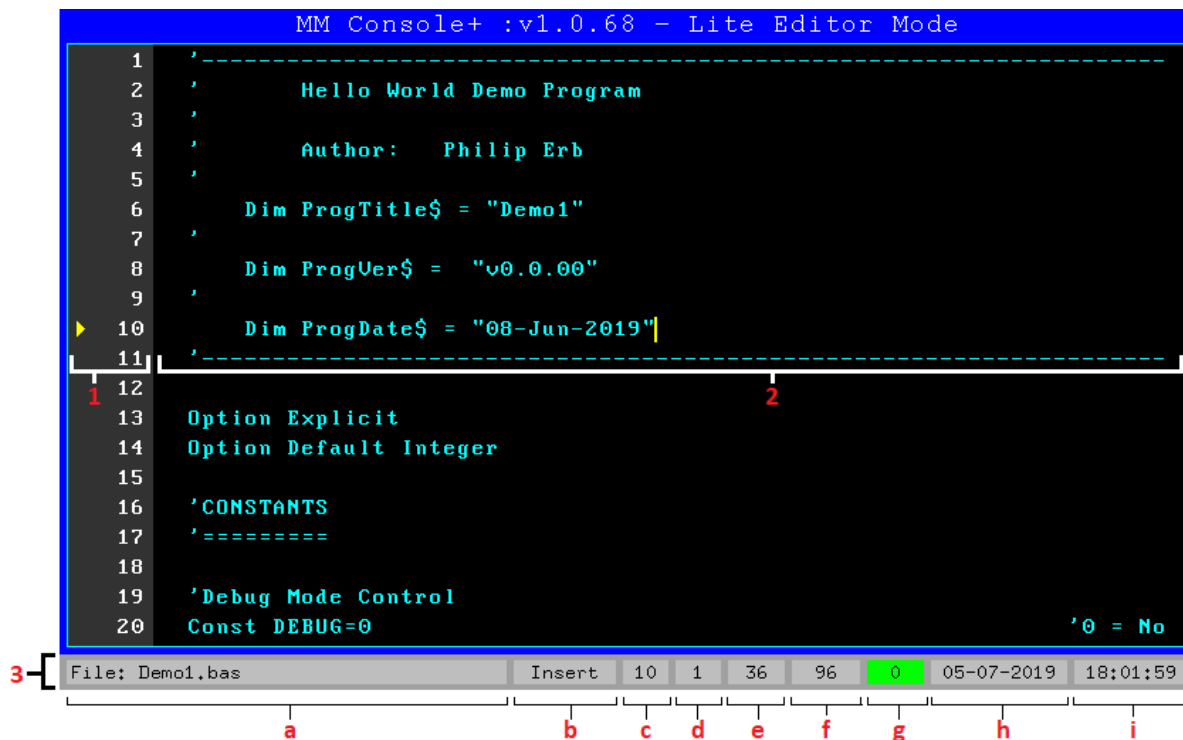 MM Console+ :v1.0.68 - Lite Editor Mode
1 '---------------------------------------------------------------------
2 ' Hello World Demo Program
3 '
4 ' Author: Philip Erb
5 '
6 Dim ProgTitle$ = "Demo1"
7 '
8 Dim ProgVer$ = "v0.0.00"
9 '
10 Dim ProgDate$ = "08-Jun-2019"
11 '---------------------------------------------------------------------
1 2
12
13 Option Explicit
14 Option Default Integer
15
16 'CONSTANTS
17 '=========
18
19 'Debug Mode Control
20 Const DEBUG=0 '0 = No
3 File: Demo1.bas Insert 10 1 36 96 0 05-07-2019 18:01:59
a b c d e f g h i